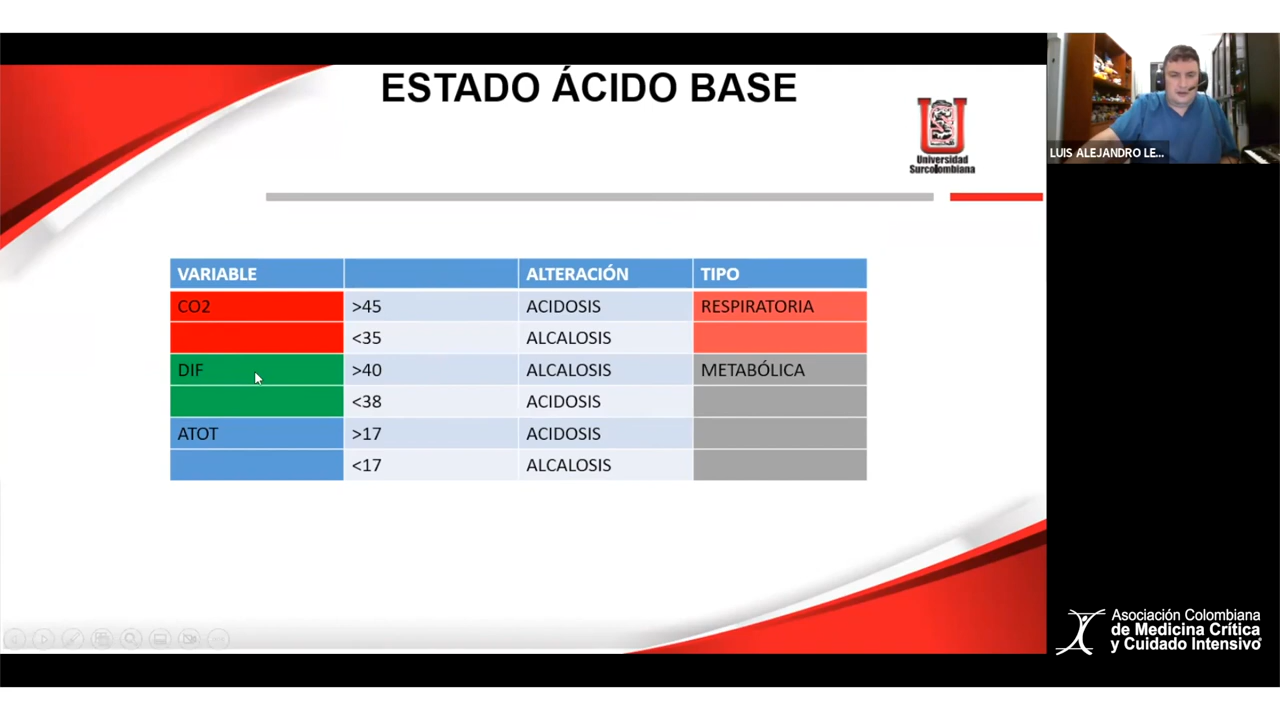 ESTADO ÁCIDO BASE
Universidad
Surcolombiana
LUIS ALEJANDRO LE...
VARIABLE ALTERACIÓN TIPO
CO2 >45 ACIDOSIS RESPIRATORIA
<35 ALCALOSIS
DIF >40 ALCALOSIS METABÓLICA
<38 ACIDOSIS
ATOT >17 ACIDOSIS
<17 ALCALOSIS
Asociación Colombiana
de Medicina Crítica
y Cuidado Intensivo